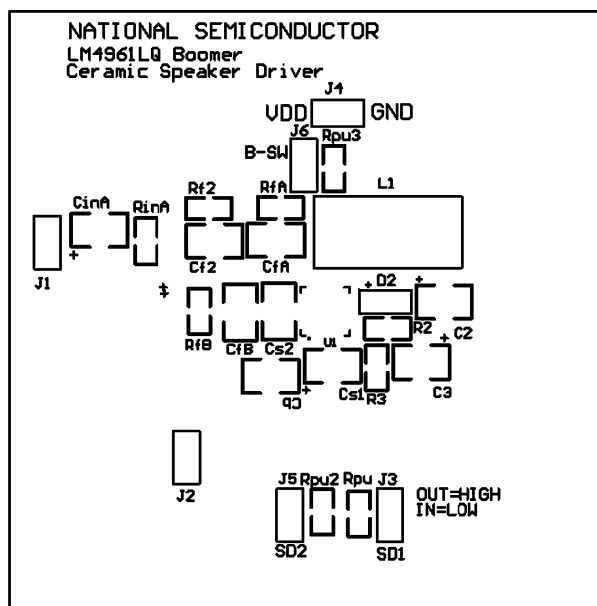 NATIONAL SEMICONDUCTOR
LM4961LQ Boomer
Ceramic Speaker Driver
J4
VDD GND
J6 Rpu3
B-SW
Rf2 RfA L1
CinA RinA
Cf2 CfA
J1
D2
RfB CfB Cs2 U1 R2 C2
Cb Cs1 R3 C3
J2
J5 Rpu2 Rpu J3
OUT=HIGH
IN=LOW
SD2 SD1